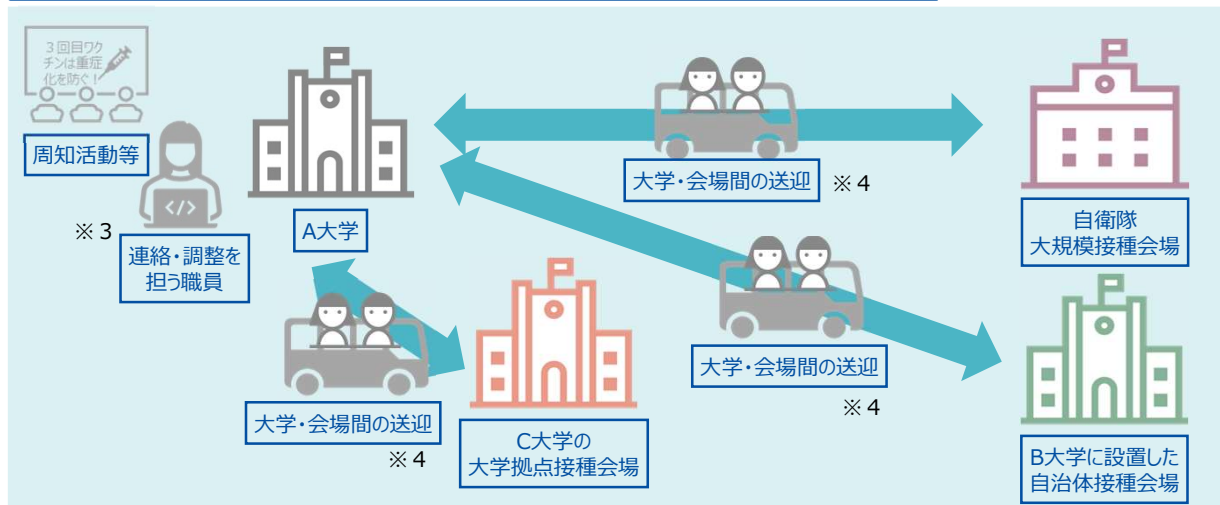 3回目ワク
チンは重症
化を防ぐ!
周知活動等
※3
連絡・調整を
担う職員
</>
A大学
大学・会場間の送迎
※4
自衛隊
大規模接種会場
大学・会場間の送迎
※4
大学・会場間の送迎
※4
C大学の
大学拠点接種会場
B大学に設置した
自治体接種会場